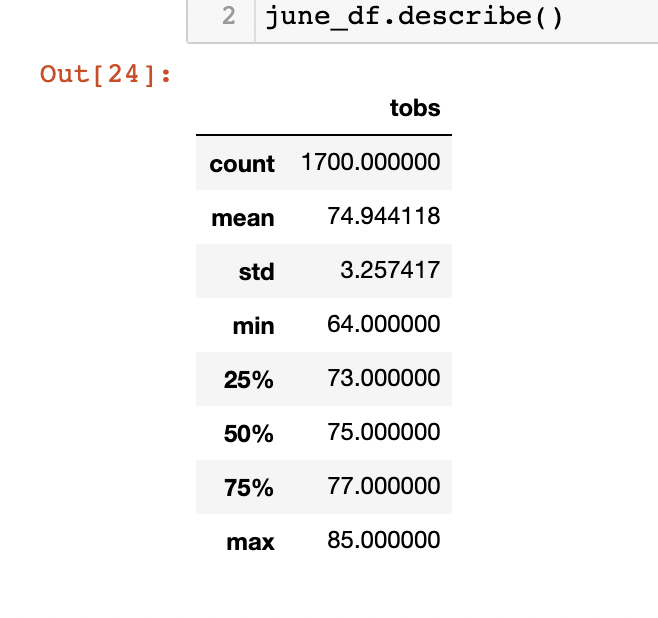 2 june_df.describe()
Out[24]:
tobs
count 1700.000000
mean 74.944118
std 3.257417
min 64.000000
25% 73.000000
50% 75.000000
75% 77.000000
max 85.000000